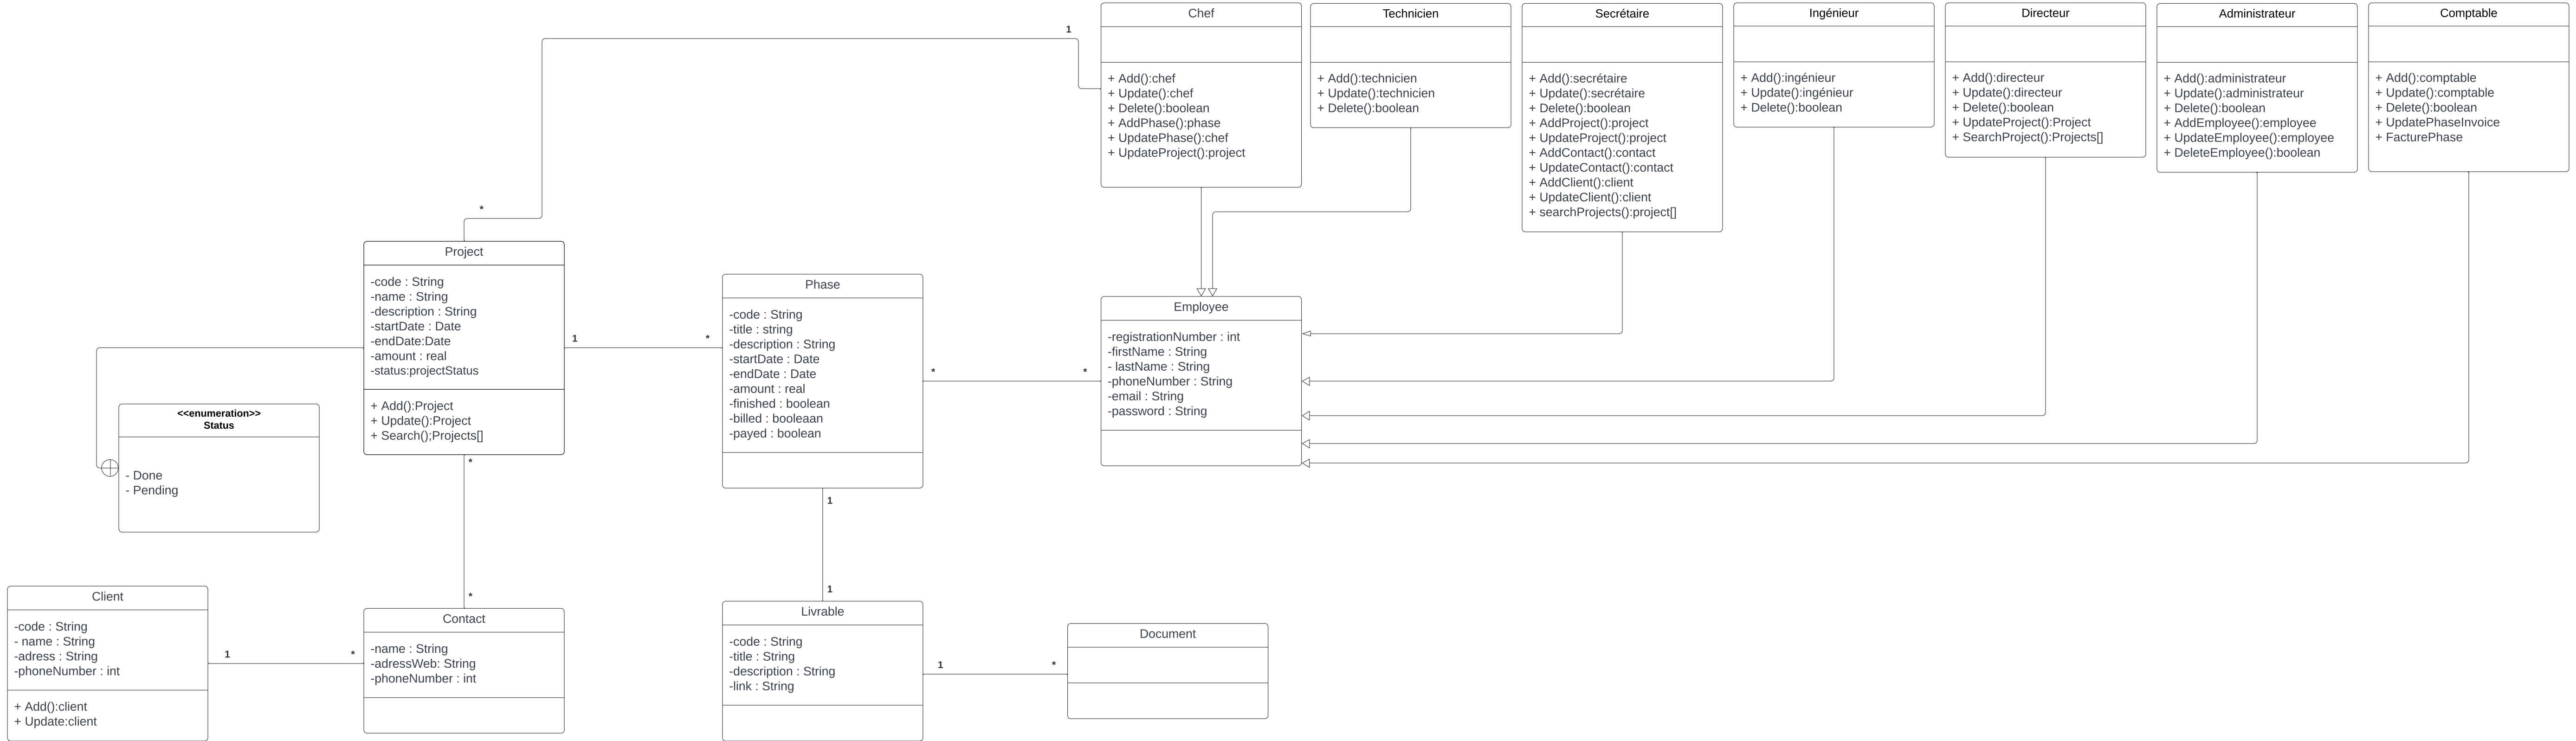 Chef
+ Add():chef
+ Update():chef
+ Delete():boolean
+ AddPhase():phase
+ UpdatePhase():chef
+ UpdateProject():project
Technicien
+ Add():technicien
+ Update():technicien
+ Delete():boolean
Secrétaire
+ Add():secrétaire
+ Update():secrétaire
+ Delete():boolean
+ AddProject():project
+ UpdateProject():project
+ AddContact():contact
+ UpdateContact():contact
+ AddClient():client
+ UpdateClient():client
+ searchProjects():project[]
Ingénieur
+ Add():ingénieur
+ Update():ingénieur
+ Delete():boolean
Directeur
+ Add():directeur
+ Update():directeur
+ Delete():boolean
+ UpdateProject():Project
+ SearchProject():Projects[]
Administrateur
+ Add():administrateur
+ Update():administrateur
+ Delete():boolean
+ AddEmployee():employee
+ UpdateEmployee():employee
+ DeleteEmployee():boolean
Comptable
+ Add():comptable
+ Update():comptable
+ Delete():boolean
+ UpdatePhaseInvoice
+ FacturePhase
1
*
Project
-code : String
-name : String
-description : String
-startDate : Date
-endDate:Date
-amount : real
-status:projectStatus
+ Add():Project
+ Update():Project
+ Search();Projects[]
1
*
Phase
-code : String
-title : string
-description : String
-startDate : Date
-endDate : Date
-amount : real
-finished : boolean
-billed : booleaan
-payed : boolean
*
*
Employee
-registrationNumber : int
-firstName : String
- lastName : String
-phoneNumber : String
-email : String
-password : String
<<enumeration>>
Status
- Done
- Pending
*
*
1
1
Client
-code : String
- name : String
-adress : String
-phoneNumber : int
+ Add():client
+ Update:client
1
*
Contact
-name : String
-adressWeb: String
-phoneNumber : int
Livrable
-code : String
-title : String
-description : String
-link : String
1
*
Document